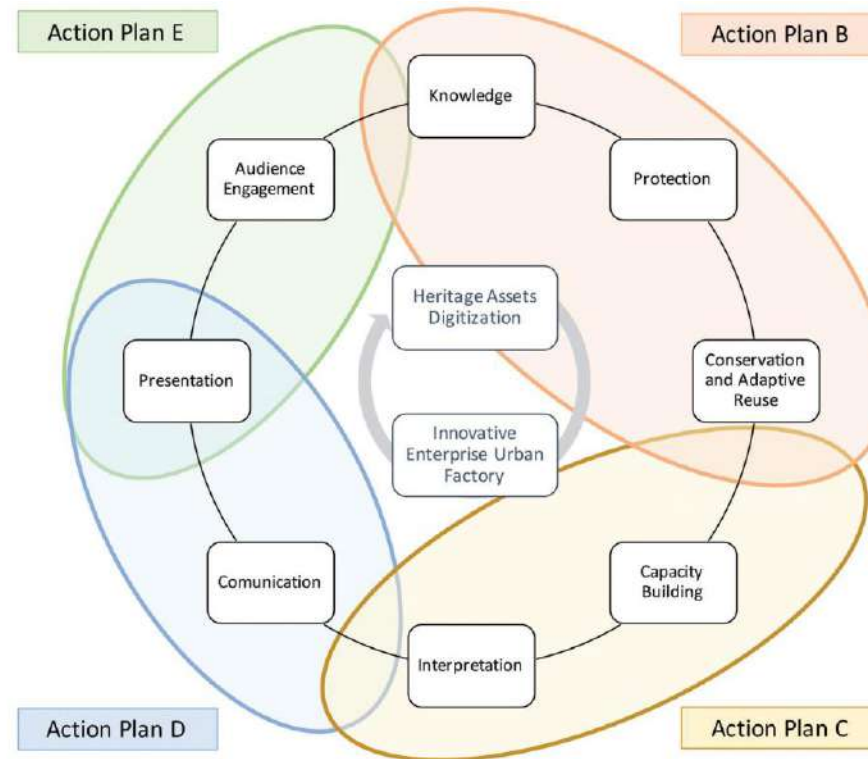 Action Plan E
Action Plan B
Knowledge
Audience
Engagement
Protection
Heritage Assets
Digitization
Presentation
Conservation
and Adaptive
Reuse
Innovative
Enterprise Urban
Factory
Comunication
Capacity
Building
Interpretation
Action Plan D
Action Plan C